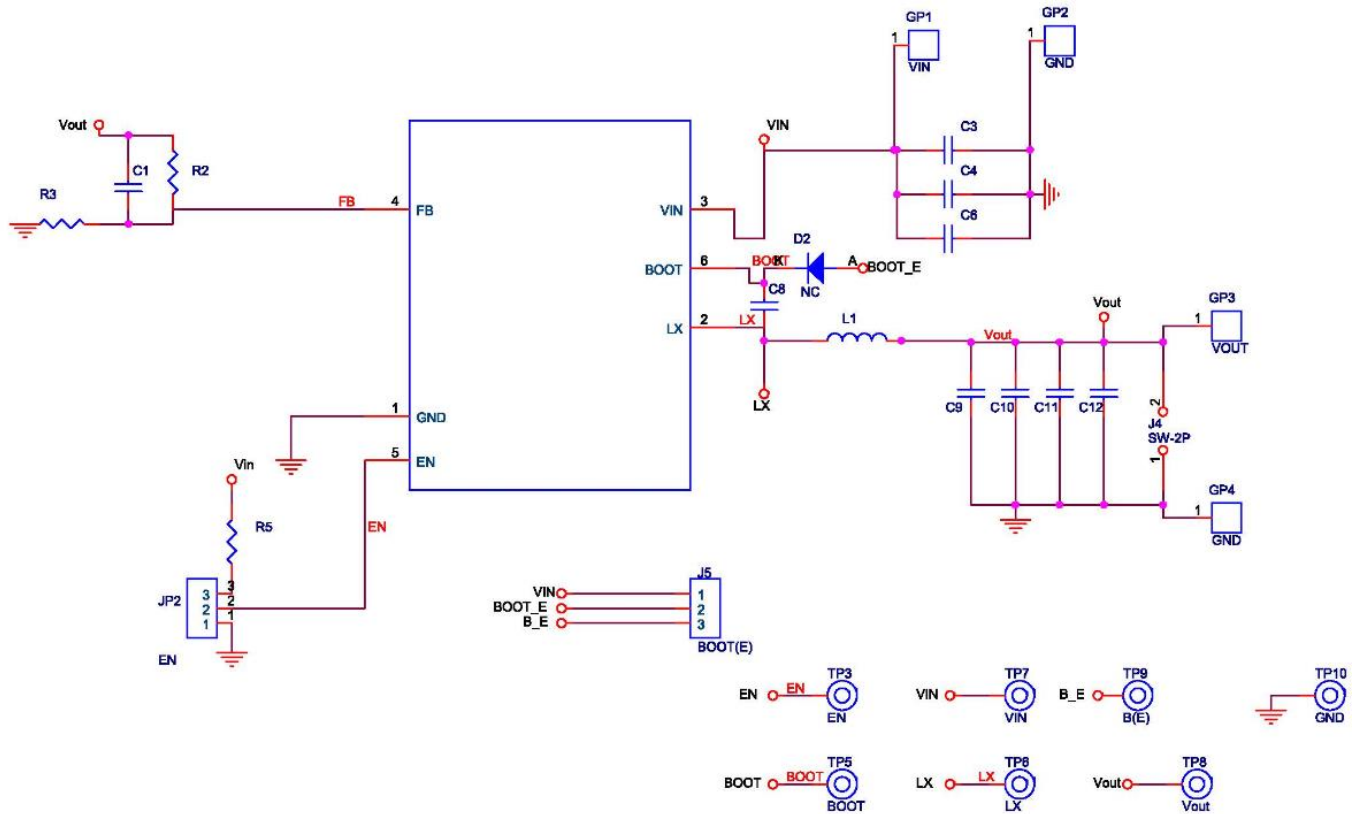 GP1
1
VIN
GP2
1
GND
Vout
C1
R2
R3
FB
4
FB
VIN
3
VIN
C3
C4
C6
BOOT
6
BOOT
K
D2
NC
A
BOOT_E
C8
LX
2
LX
LX
L1
Vout
Vout
GP3
1
VOUT
C9
C10
C11
C12
2
J4
SW-2P
1
GP4
1
GND
1
GND
5
EN
Vin
R5
EN
JP2
3
2
1
3
2
1
EN
VIN
BOOT_E
B_E
J5
1
2
3
BOOT(E)
EN
EN
TP3
EN
VIN
TP7
VIN
B_E
TP9
B(E)
TP10
GND
BOOT
BOOT
TP5
BOOT
LX
LX
TP6
LX
Vout
TP8
Vout